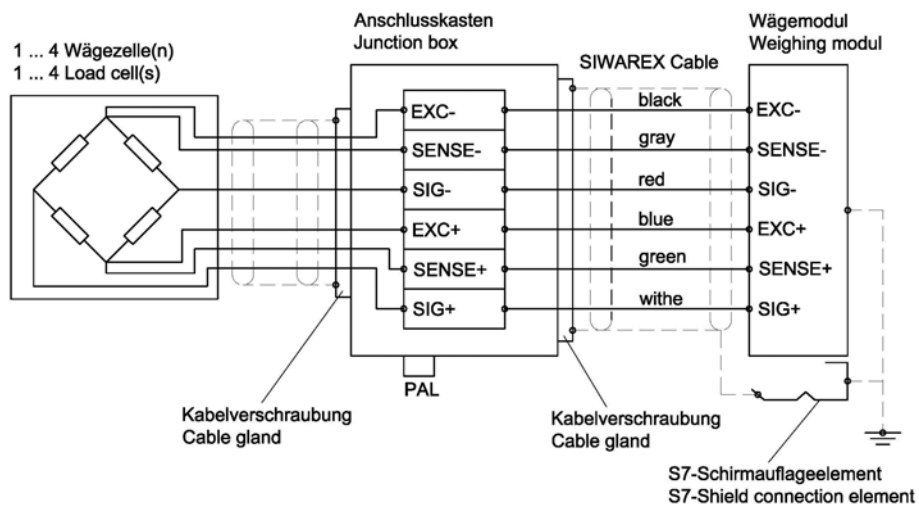 1 ... 4 Wägezelle(n)
1 ... 4 Load cell(s)
Anschlusskasten
Junction box
SIWAREX Cable
Wägemodul
Weighing modul
EXC-
black
EXC-
SENSE-
gray
SENSE-
SIG-
red
SIG-
EXC+
blue
EXC+
SENSE+
green
SENSE+
SIG+
withe
SIG+
PAL
Kabelverschraubung
Cable gland
Kabelverschraubung
Cable gland
S7-Schirmauflageelement
S7-Shield connection element